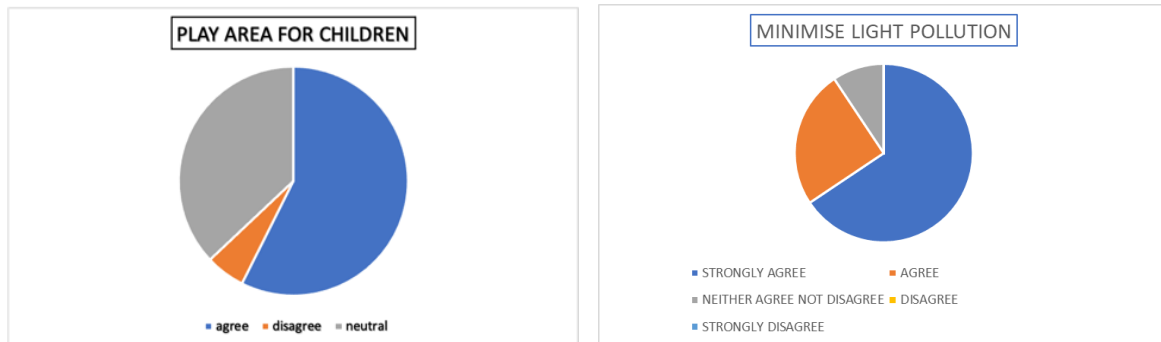 PLAY AREA FOR CHILDREN
agree disagree neutral
MINIMISE LIGHT POLLUTION
STRONGLY AGREE AGREE
NEITHER AGREE NOT DISAGREE DISAGREE
STRONGLY DISAGREE